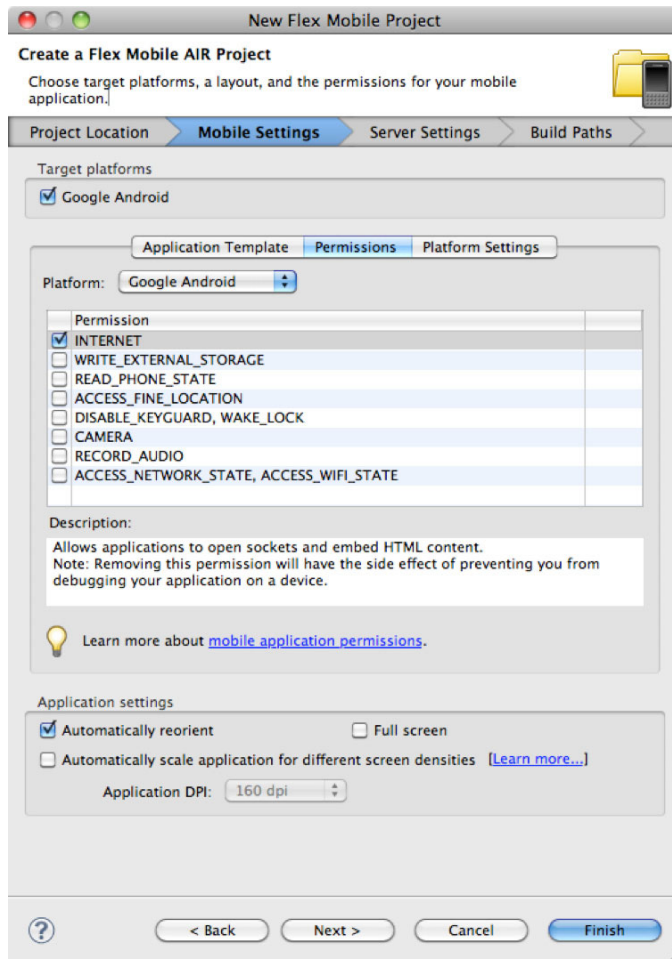 New Flex Mobile Project
Create a Flex Mobile AIR Project
Choose target platforms, a layout, and the permissions for your mobile
application.
Project Location
Mobile Settings
Server Settings
Build Paths
Target platforms
Google Android
Application Template
Permissions
Platform Settings
Platform: Google Android
Permission
INTERNET
WRITE_EXTERNAL_STORAGE
READ_PHONE_STATE
ACCESS_FINE_LOCATION
DISABLE_KEYGUARD, WAKE_LOCK
CAMERA
RECORD_AUDIO
ACCESS_NETWORK_STATE, ACCESS_WIFI_STATE
Description:
Allows applications to open sockets and embed HTML content.
Note: Removing this permission will have the side effect of preventing you from
debugging your application on a device.
Learn more about mobile application permissions.
Application settings
Automatically reorient
Full screen
Automatically scale application for different screen densities [Learn more...]
Application DPI: 160 dpi
?
< Back
Next >
Cancel
Finish